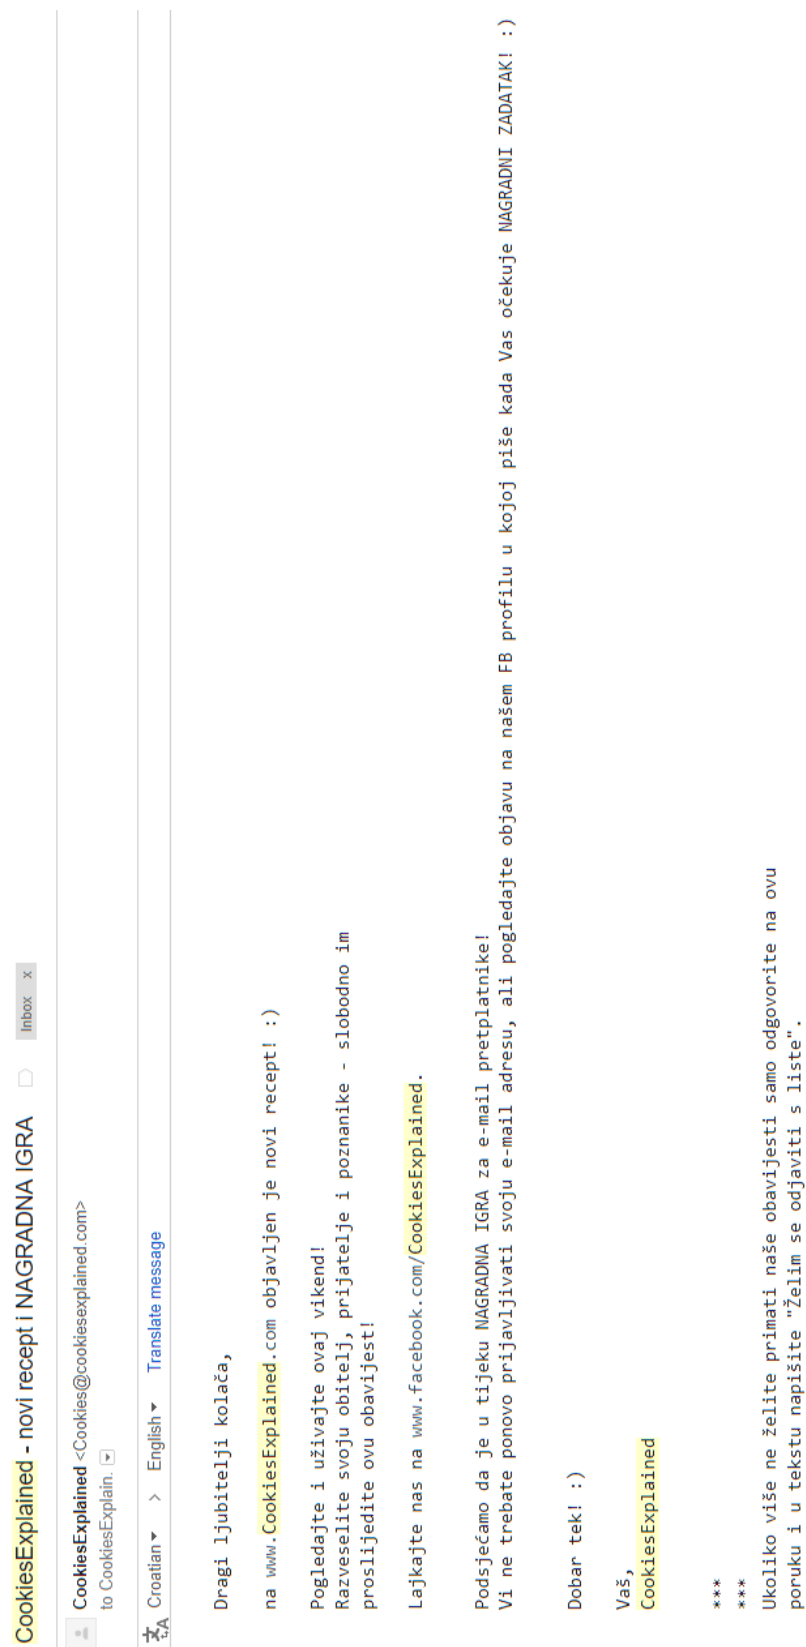 CookiesExplained - novi recept i NAGRADNA IGRA Inbox x
CookiesExplained <Cookies@cookiesexplained.com>
to CookiesExplain.
Croatian > English Translate message
Dragi ljubitelji kolača,
na www.CookiesExplained.com objavljen je novi recept! :)
Pogledajte i uživajte ovaj vikend!
Razveselite svoju obitelj, prijatelje i poznanike - slobodno im
proslijedite ovu obavijest!
Lajkajte nas na www.facebook.com/CookiesExplained.
Podsjećamo da je u tijeku NAGRADNA IGRA za e-mail pretplatnike!
Vi ne trebate ponovo prijavljivati svoju e-mail adresu, ali pogledajte objavu na našem FB profilu u kojoj piše kada Vas očekuje NAGRADNI ZADATAK! :)
Dobar tek! :)
Vaš,
CookiesExplained
***
***
Ukoliko više ne želite primati naše obavijesti samo odgovorite na ovu
poruku i u tekstu napišite "Želim se odjaviti s liste".